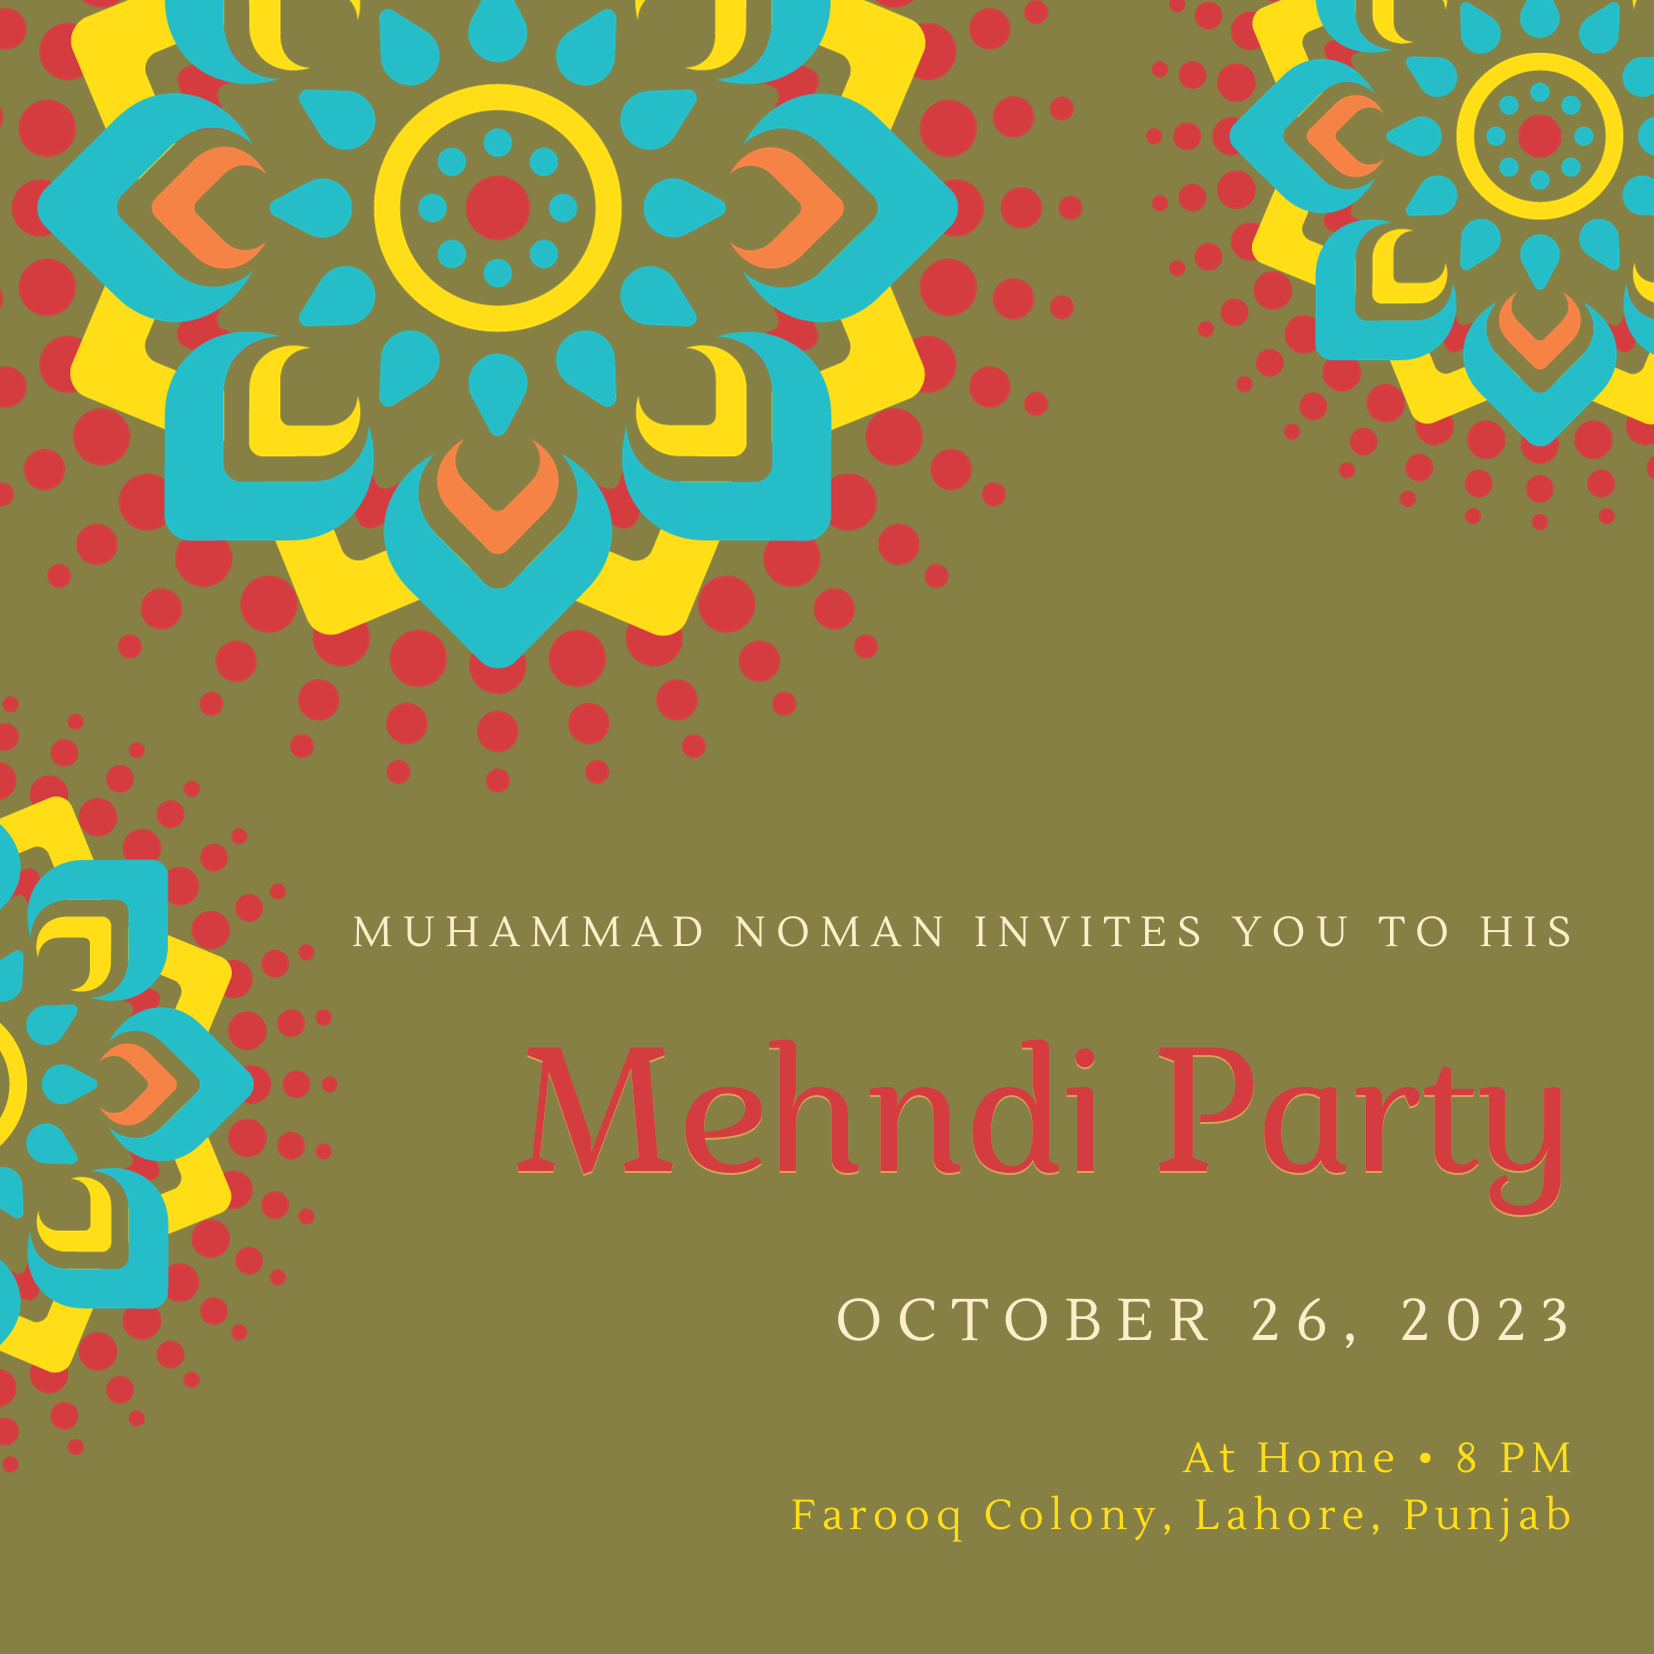 MUHAMMAD NOMAN INVITES YOU TO HIS
Mehndi Party
OCTOBER 26, 2023
At Home • 8 PM
Farooq Colony, Lahore, Punjab